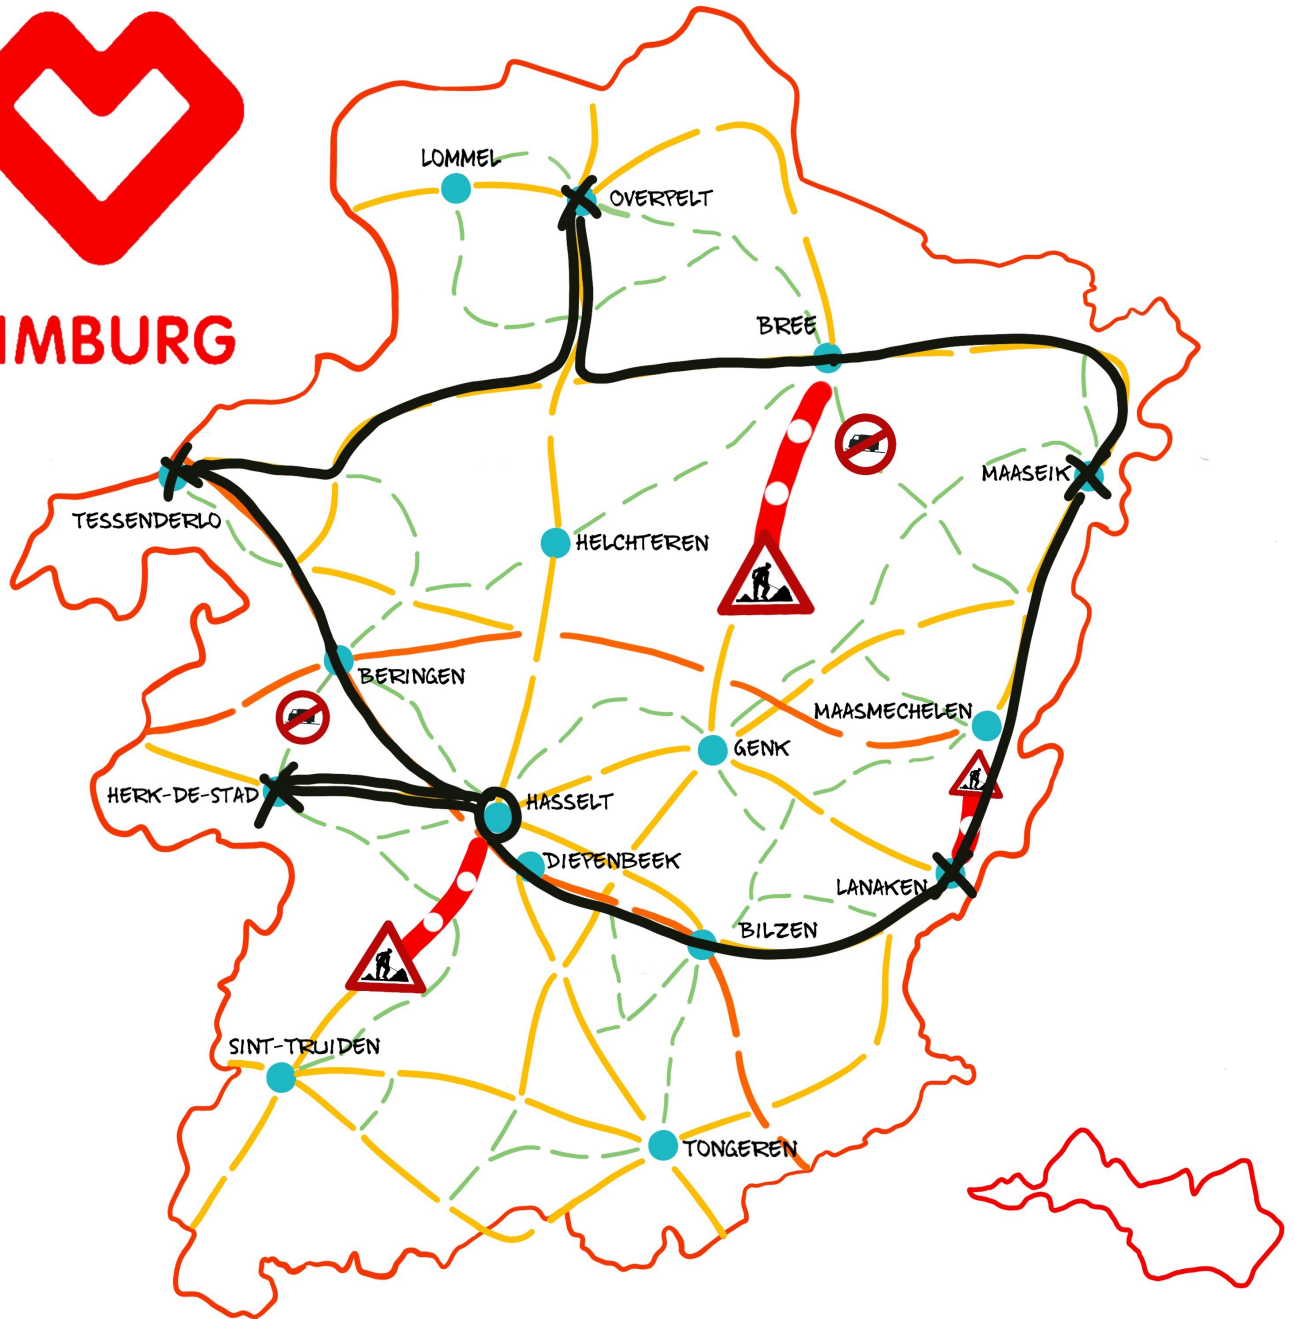 LOMMEL
OVERPELT
IMBURG
BREE
MAASEIK
TESSENDERLO
HELCHTEREN
BERINGEN
MAASMECHELEN
GENK
HERK-DE-STAD
HASSELT
DIEPENBEEK
LANAKEN
BILZEN
SINT-TRUIDEN
TONGEREN